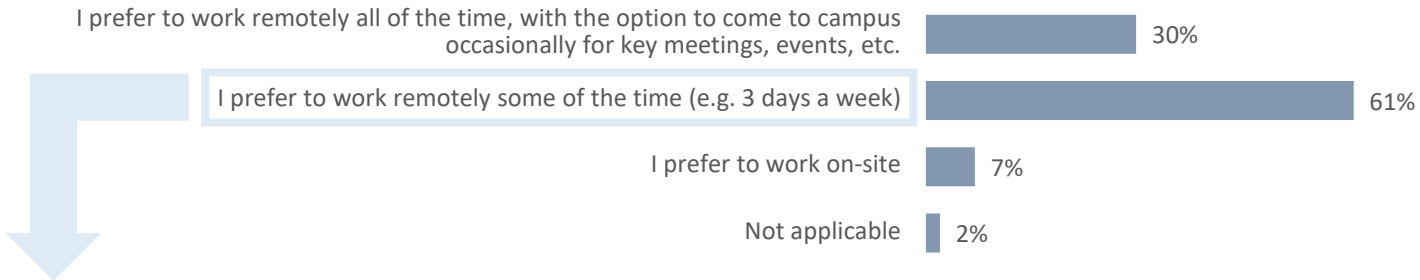 I prefer to work remotely all of the time, with the option to come to campus
occasionally for key meetings, events, etc.
30%
I prefer to work remotely some of the time (e.g. 3 days a week)
61%
I prefer to work on-site
7%
Not applicable
2%